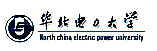 华北电力大学
North china electric power university